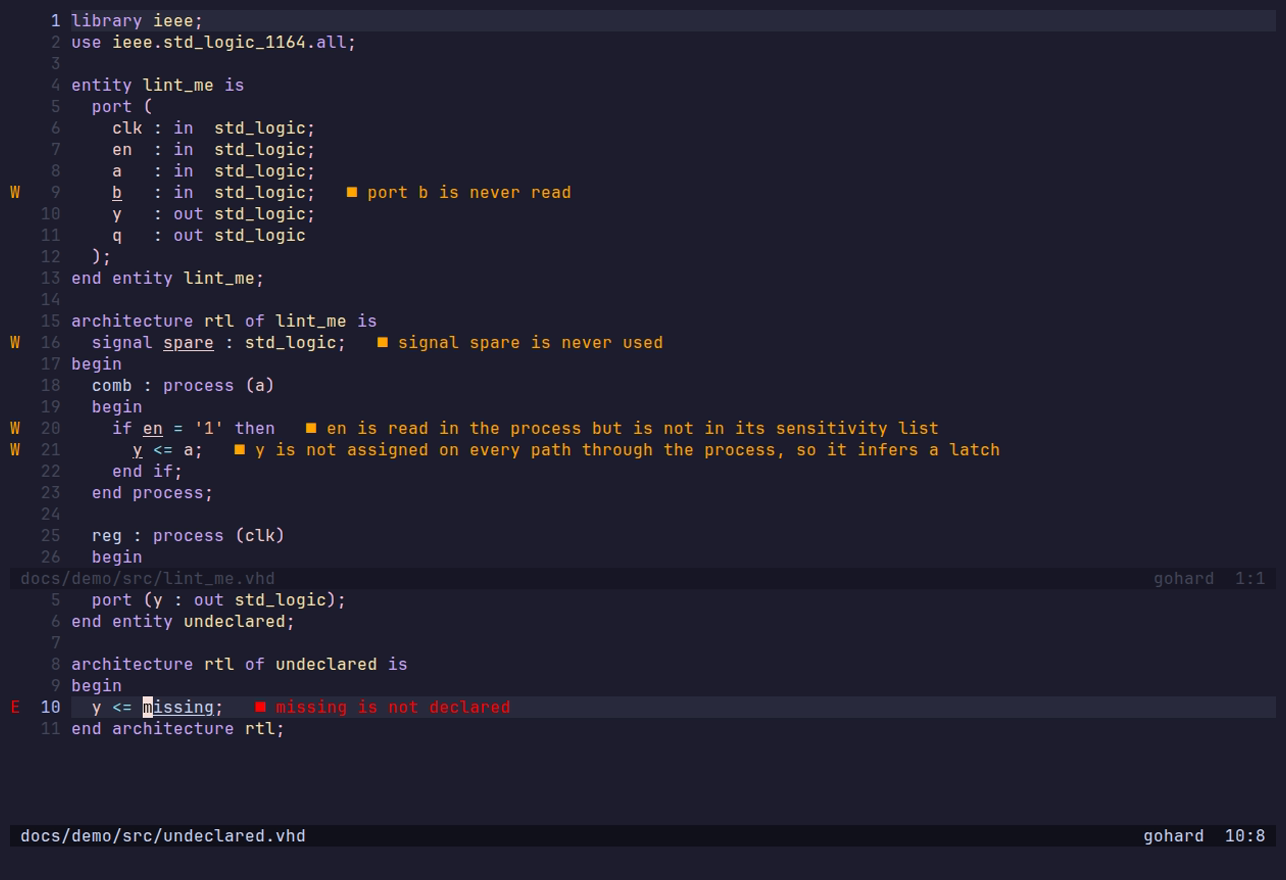 1 library ieee;
2 use ieee.std_logic_1164.all;
3
4 entity lint_me is
5   port (
6     clk : in  std_logic;
7     en  : in  std_logic;
8     a   : in  std_logic;
W 9     b   : in  std_logic;   ■ port b is never read
10     y   : out std_logic;
11     q   : out std_logic
12   );
13 end entity lint_me;
14
15 architecture rtl of lint_me is
W 16   signal spare : std_logic;   ■ signal spare is never used
17 begin
18   comb : process (a)
19   begin
W 20     if en = '1' then   ■ en is read in the process but is not in its sensitivity list
W 21       y <= a;   ■ y is not assigned on every path through the process, so it infers a latch
22     end if;
23   end process;
24
25   reg : process (clk)
26   begin
docs/demo/src/lint_me.vhd gohard 1:1
5   port (y : out std_logic);
6 end entity undeclared;
7
8 architecture rtl of undeclared is
9 begin
E 10   y <= missing;   ■ missing is not declared
11 end architecture rtl;
docs/demo/src/undeclared.vhd gohard 10:8